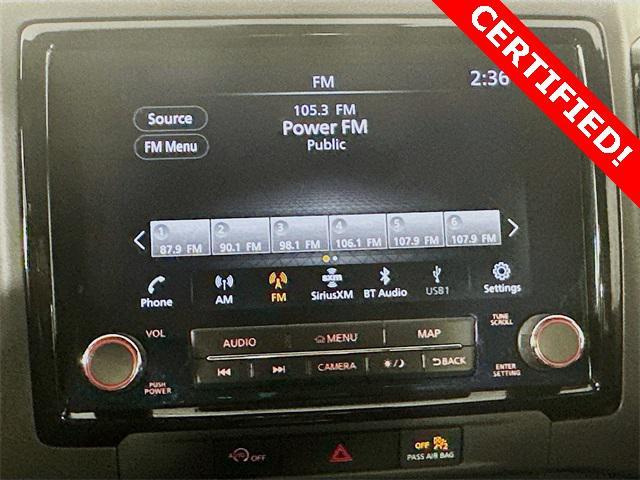 CERTIFIED!
FM
2:36
105.3 FM
Power FM
Public
Source
FM Menu
1 2 3 4 5 6
87.9 FM 90.1 FM 98.1 FM 106.1 FM 107.9 FM 107.9 FM
Phone AM FM SiriusXM BT Audio USB1 Settings
sxm
VOL
AUDIO MENU MAP
TUNE
SCROLL
CAMERA BACK
PUSH
POWER
ENTER
SETTING
AUTO OFF
OFF 2
PASS AIR BAG